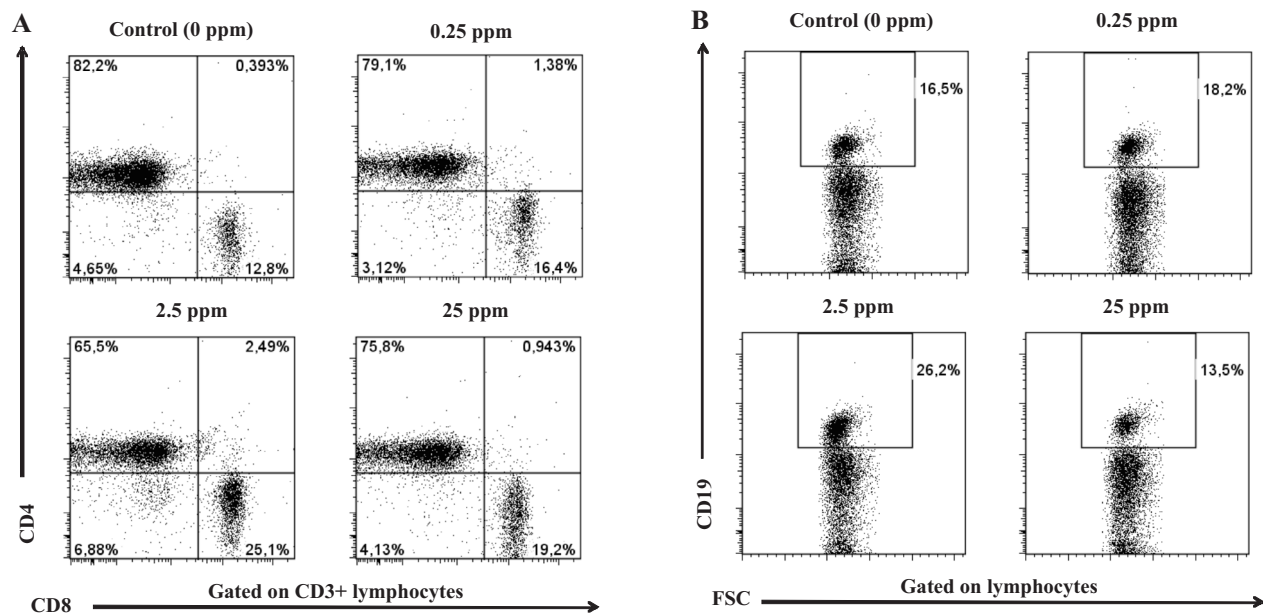 A
Control (0 ppm)
0.25 ppm
82,2%
0,393%
4,65%
12,8%
79,1%
1,38%
3,12%
16,4%
2.5 ppm
25 ppm
65,5%
2,49%
6,88%
25,1%
75,8%
0,943%
4,13%
19,2%
CD4
Gated on CD3+ lymphocytes
CD8
B
Control (0 ppm)
0.25 ppm
16,5%
18,2%
2.5 ppm
25 ppm
26,2%
13,5%
CD19
Gated on lymphocytes
FSC